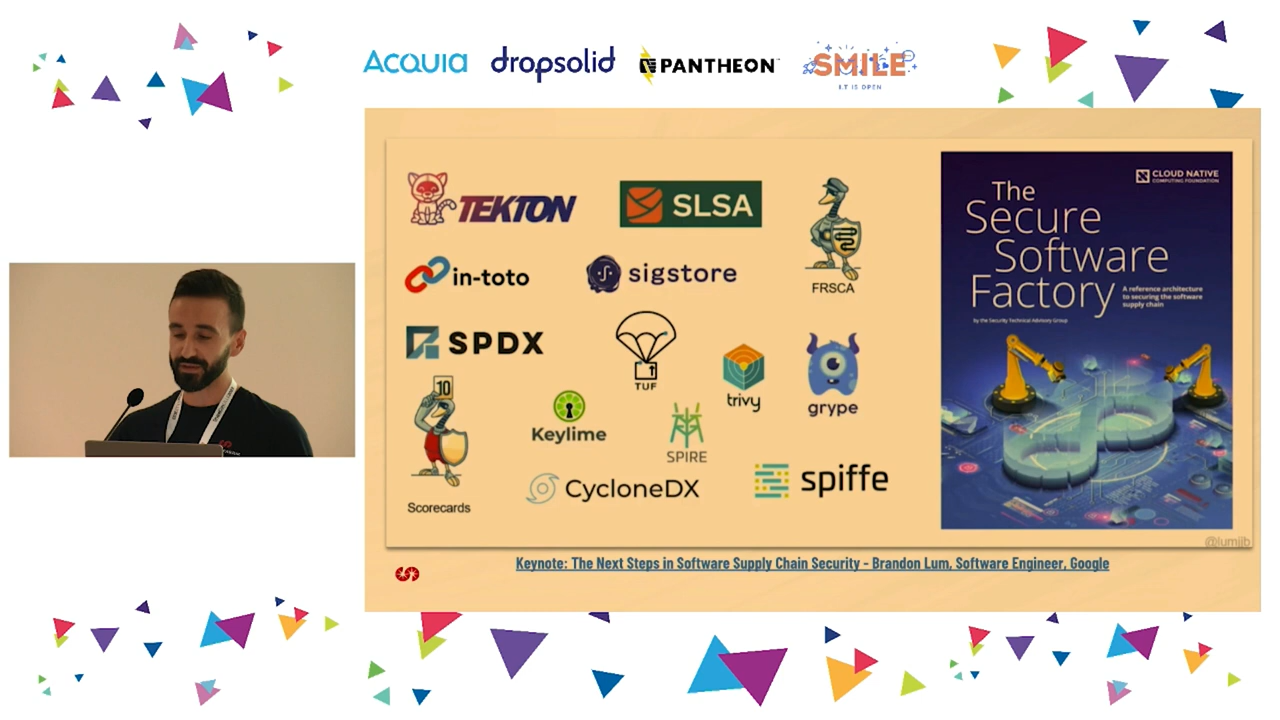 ACQUIA
dropsolid
PANTHEON
SMILE
I.T IS OPEN
TEKTON
SLSA
CLOUD NATIVE
COMPUTING FOUNDATION
The
Secure
Software
Factory
A reference architecture
to securing the software
supply chain
by the Security Technical Advisory Group
in-toto
sigstore
FRSCA
SPDX
TUF
trivy
grype
10
Keylime
SPIRE
Scorecards
CycloneDX
spiffe
@lumjjb
Keynote: The Next Steps in Software Supply Chain Security - Brandon Lum, Software Engineer, Google